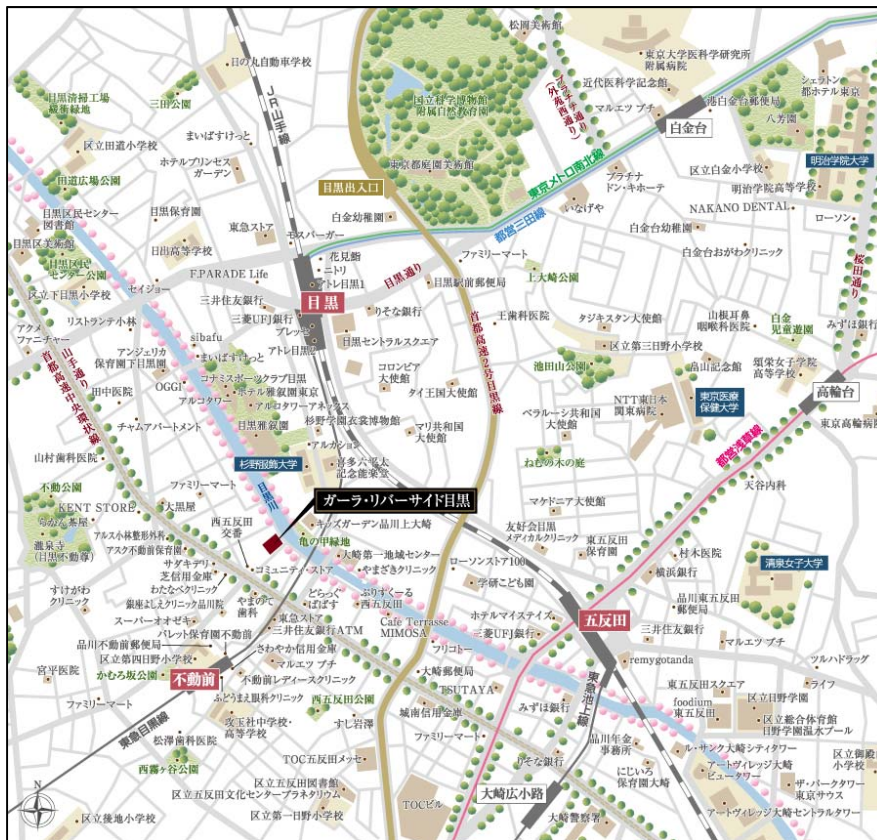 松岡美術館
日の丸自動車学校
東京大学医科学研究所
附属病院
プラチナ通り
(外苑西通り)
近代医科学記念館
マルエツ プチ
シェラトン
都ホテル東京
港白金台郵便局
八芳園
目黒清掃工場
緩衝緑地
三田公園
JR山手線
国立科学博物館
附属自然教育園
白金台
まいばすけっと
区立田道小学校
ホテルプリンセス
ガーデン
東京都庭園美術館
東京メトロ南北線
明治学院大学
区立白金小学校
プラチナ
ドン・キホーテ
明治学院高等学校
田道広場公園
目黒出入口
いなげや
NAKANO DENTAL
目黒区民センター
図書館
目黒保育園
白金幼稚園
都営三田線
白金台幼稚園
ローソン
東急ストア
モスバーガー
目黒区美術館
日出高等学校
花見鮨
ニトリ
アトレ目黒1
ファミリーマート
白金台おがわクリニック
桜田通り
目黒区民
センター公園
F.PARADE Life
目黒通り
目黒駅前郵便局
上大崎公園
区立下目黒小学校
セイジョー
三井住友銀行
目黒
りそな銀行
三菱UFJ銀行
プレッセ
王歯科医院
タジキスタン大使館
山根耳鼻
咽喉科医院
白金
児童遊園
みずほ銀行
アクメ
ファニチャー
リストランテ小林
sibafu
アトレ目黒2
目黒セントラルスクエア
首都高速2号目黒線
区立第三日野小学校
山手通り
首都高速中央環状線
アンジェリカ
保育園下目黒園
まいばすけっと
コロンビア
大使館
池田山公園
畠山記念館
頌栄女子学院
高等学校
コナミスポーツクラブ目黒
OGGI
ホテル雅叙園東京
タイ王国大使館
NTT東日本
関東病院
東京医療
保健大学
高輪台
田中医院
アルコタワー
アルコタワーアネックス
ベラルーシ共和国
大使館
チャムアパートメント
目黒雅叙園
杉野学園衣裳博物館
マリ共和国
大使館
都営浅草線
東京高輪病院
山村歯科医院
アルカション
ねむの木の庭
杉野服飾大学
喜多六平太
記念能楽堂
天谷内科
不動公園
ファミリーマート
目黒川
ガーラ・リバーサイド目黒
マケドニア大使館
KENT STORE
大黒屋
西五反田
交番
キッズガーデン品川上大崎
友好会目黒
メディカルクリニック
アルス小林整形外科
アスク不動前保育園
亀の甲緑地
東五反田
保育園
村木医院
瀧泉寺
(目黒不動尊)
大崎第一地域センター
ローソンストア100
清泉女子大学
サダキデリ
芝信用金庫
コミュニティ・ストア
やまざきクリニック
横浜銀行
わたなべクリニック
学研こども園
品川東五反田
郵便局
すけがわ
クリニック
銀座よしえクリニック品川院
やまのて
歯科
どらっぐ
ぱぱす
ぷりすくーる
西五反田
スーパーオオゼキ
ホテルマイステイズ
五反田
東急ストア
Café Terrasse
MIMOSA
パレット保育園不動前
三井住友銀行ATM
三菱UFJ銀行
三井住友銀行
マルエツ プチ
品川不動前郵便局
さわやか信用金庫
フリコトー
区立第四日野小学校
マルエツ プチ
remygotanda
ツルハドラッグ
宮平医院
かむろ坂公園
不動前
不動前レディースクリニック
大崎郵便局
東急池上線
東五反田スクエア
ライフ
ぶどうまえ眼科クリニック
TSUTAYA
foodium
東五反田
区立日野学園
ファミリーマート
西五反田公園
城南信用金庫
みずほ銀行
区立総合体育館
日野学園温水プール
攻玉社中学校・
高等学校
すし岩澤
東急目黒線
松澤歯科医院
ファミリーマート
品川年金
事務所
ル・サンク大崎シティタワー
TOC五反田メッセ
りそな銀行
アートヴィレッジ大崎
ビュータワー
区立御殿山
小学校
西霧ヶ谷公園
にじいろ
保育園大崎
区立五反田図書館
区立五反田文化センタープラネタリウム
大崎広小路
ザ・パークタワー
東京サウス
N
TOCビル
区立後地小学校
区立第一日野小学校
大崎警察署
アートヴィレッジ大崎セントラルタワー